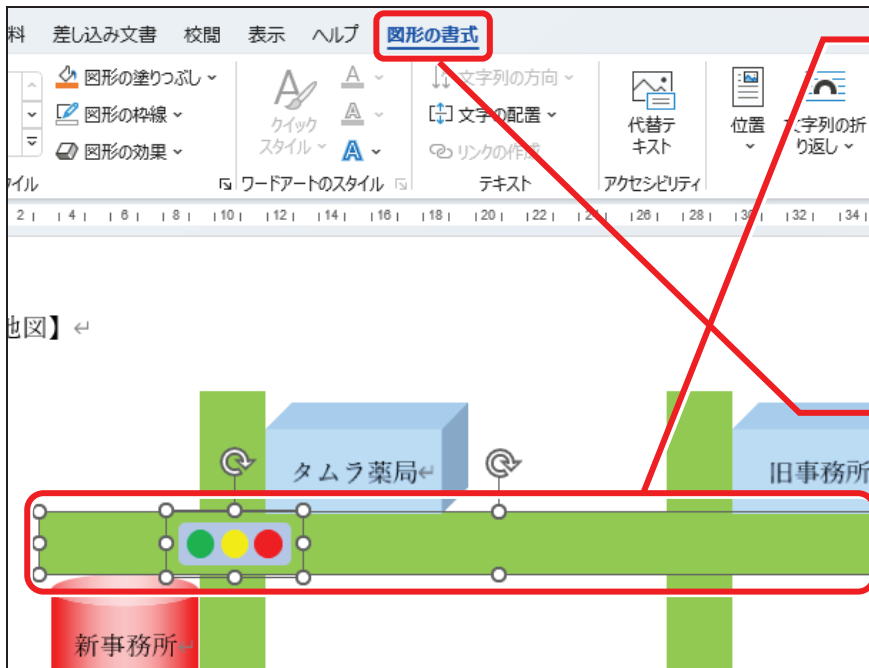 料 差し込み文書 校閲 表示 ヘルプ 図形の書式
図形の塗りつぶし
図形の枠線
図形の効果
イル
クイック
スタイル
ワードアートのスタイル
文字列の方向
文字の配置
リンクの作成
テキスト
代替テ
キスト
アクセシビリティ
位置
文字列の折
り返し
2 4 6 8 10 12 14 16 18 20 22 24 26 28 30 32 34
地図】
タムラ薬局
旧事務所
新事務所